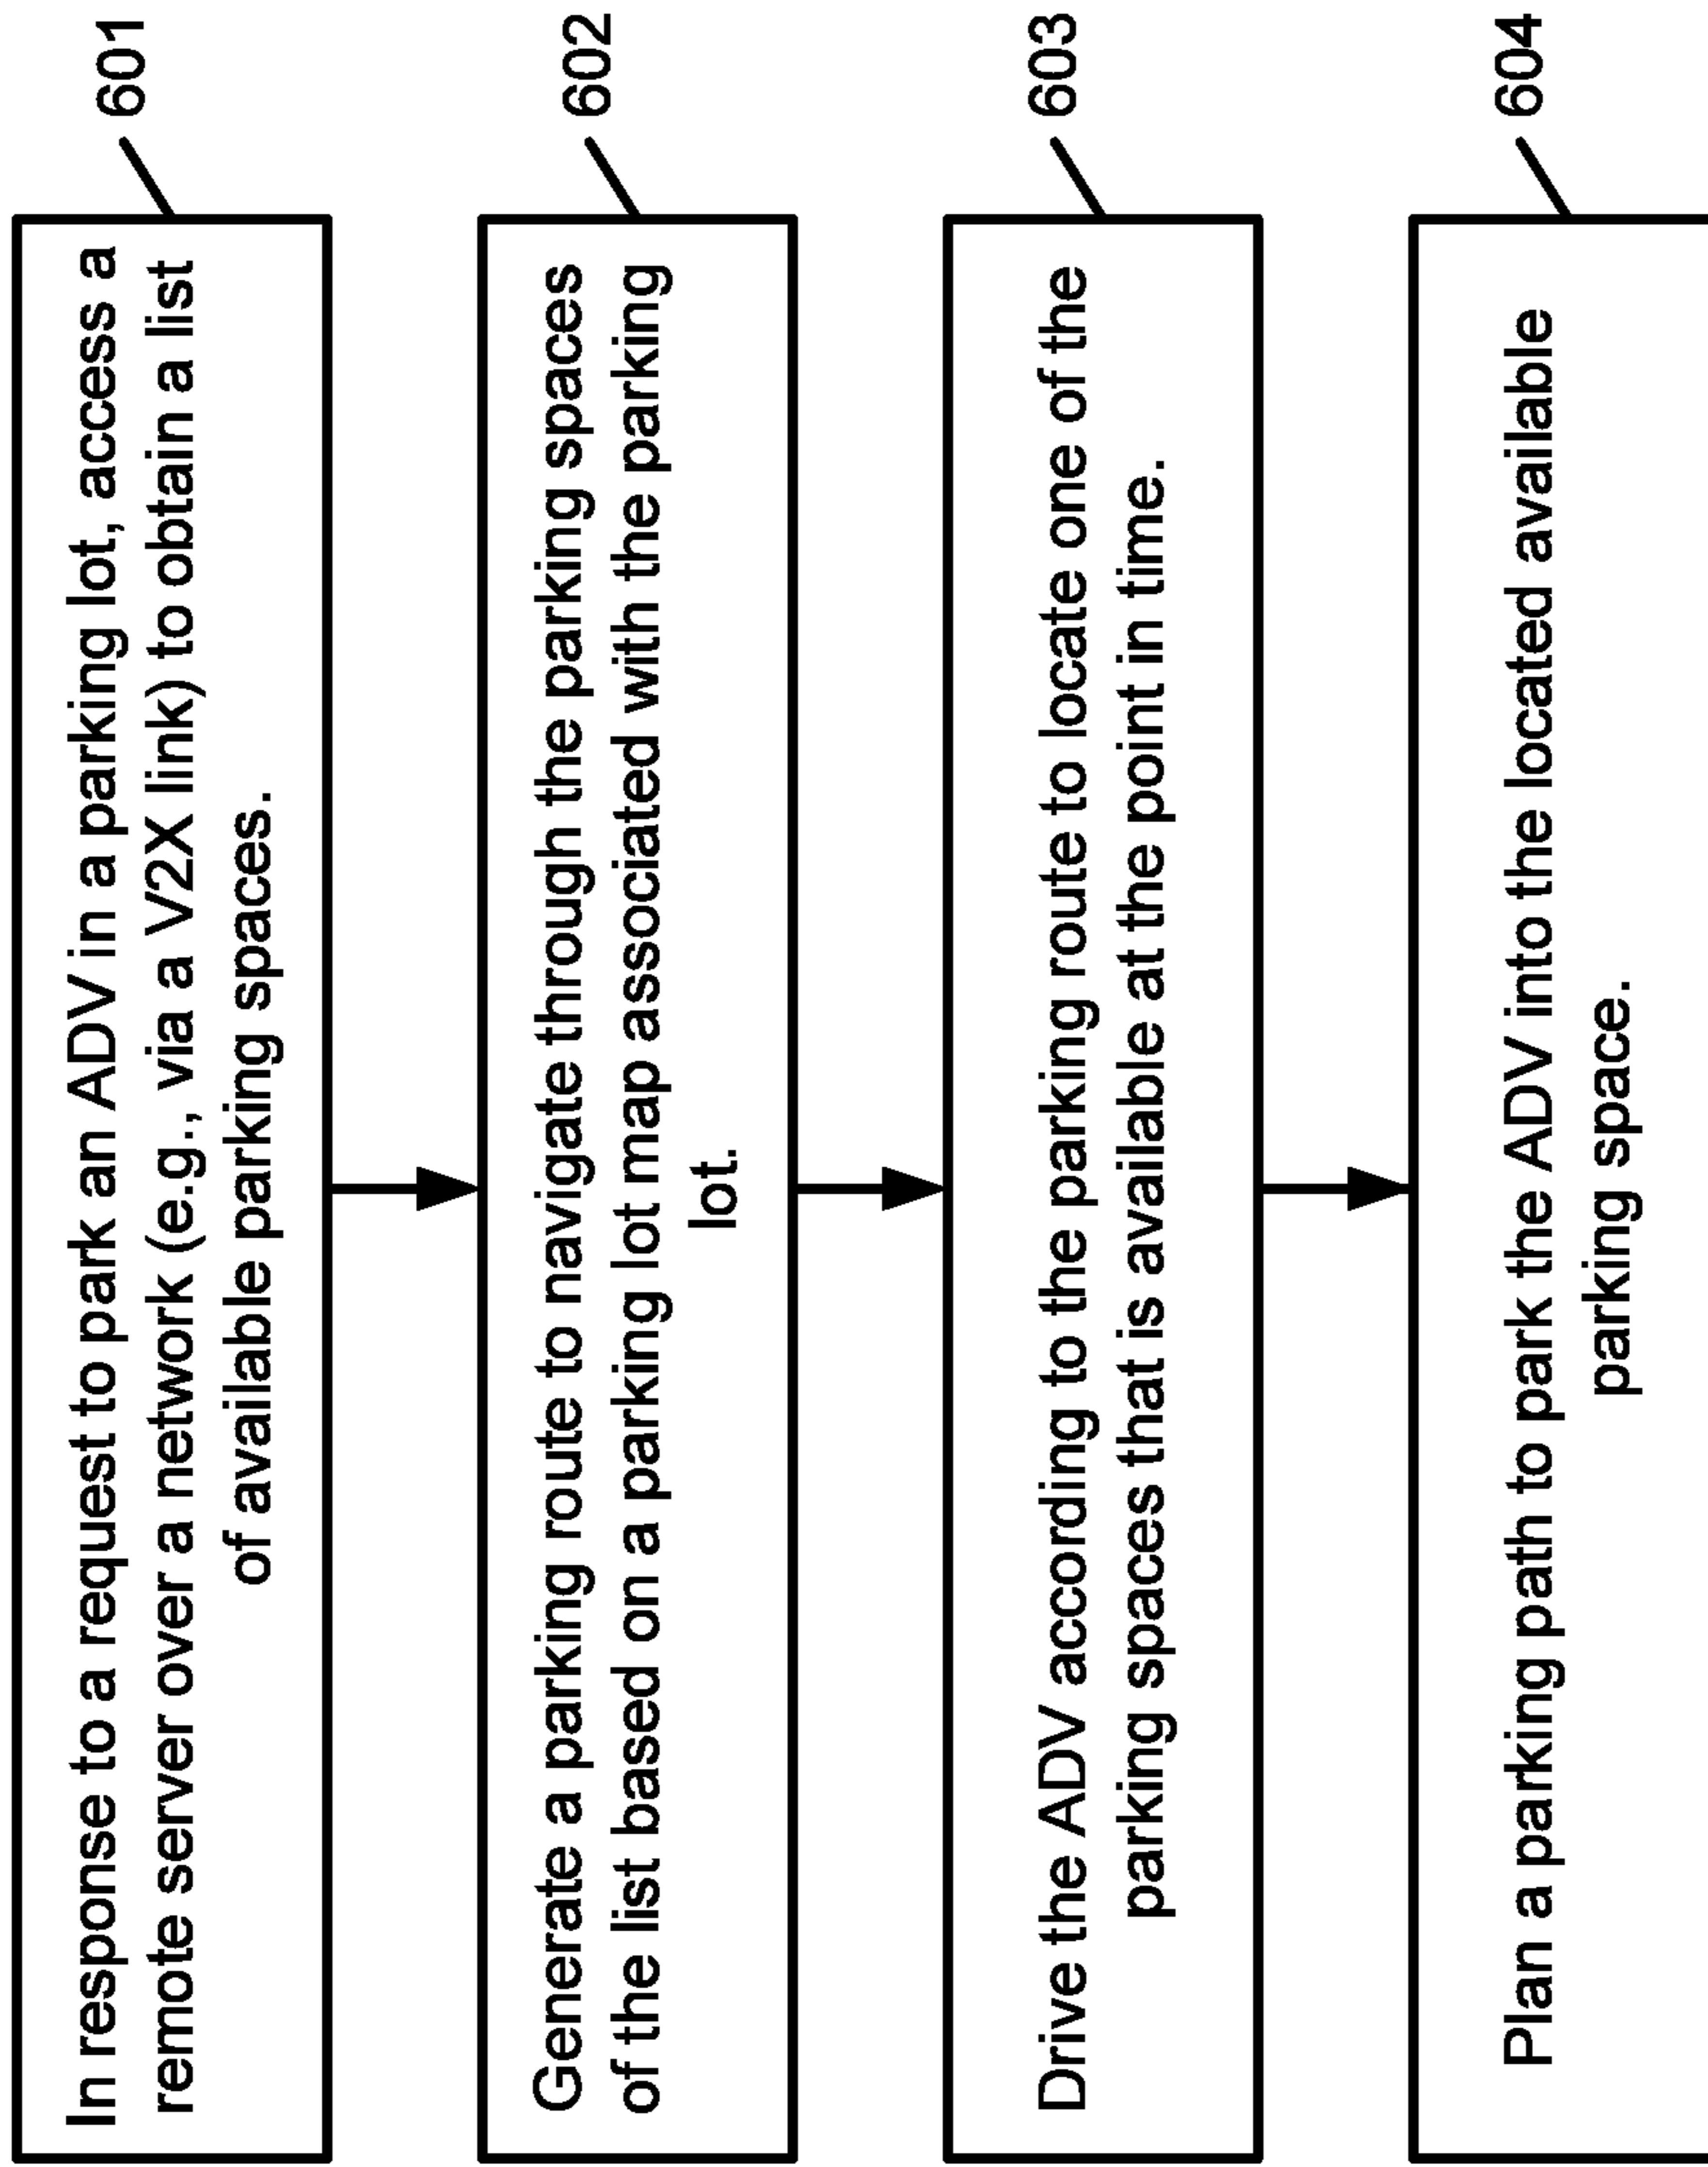 In response to a request to park an ADV in a parking lot, access a
remote server over a network (e.g., via a V2X link) to obtain a list
of available parking spaces.
601
Generate a parking route to navigate through the parking spaces
of the list based on a parking lot map associated with the parking
lot.
602
Drive the ADV according to the parking route to locate one of the
parking spaces that is available at the point in time.
603
Plan a parking path to park the ADV into the located available
parking space.
604